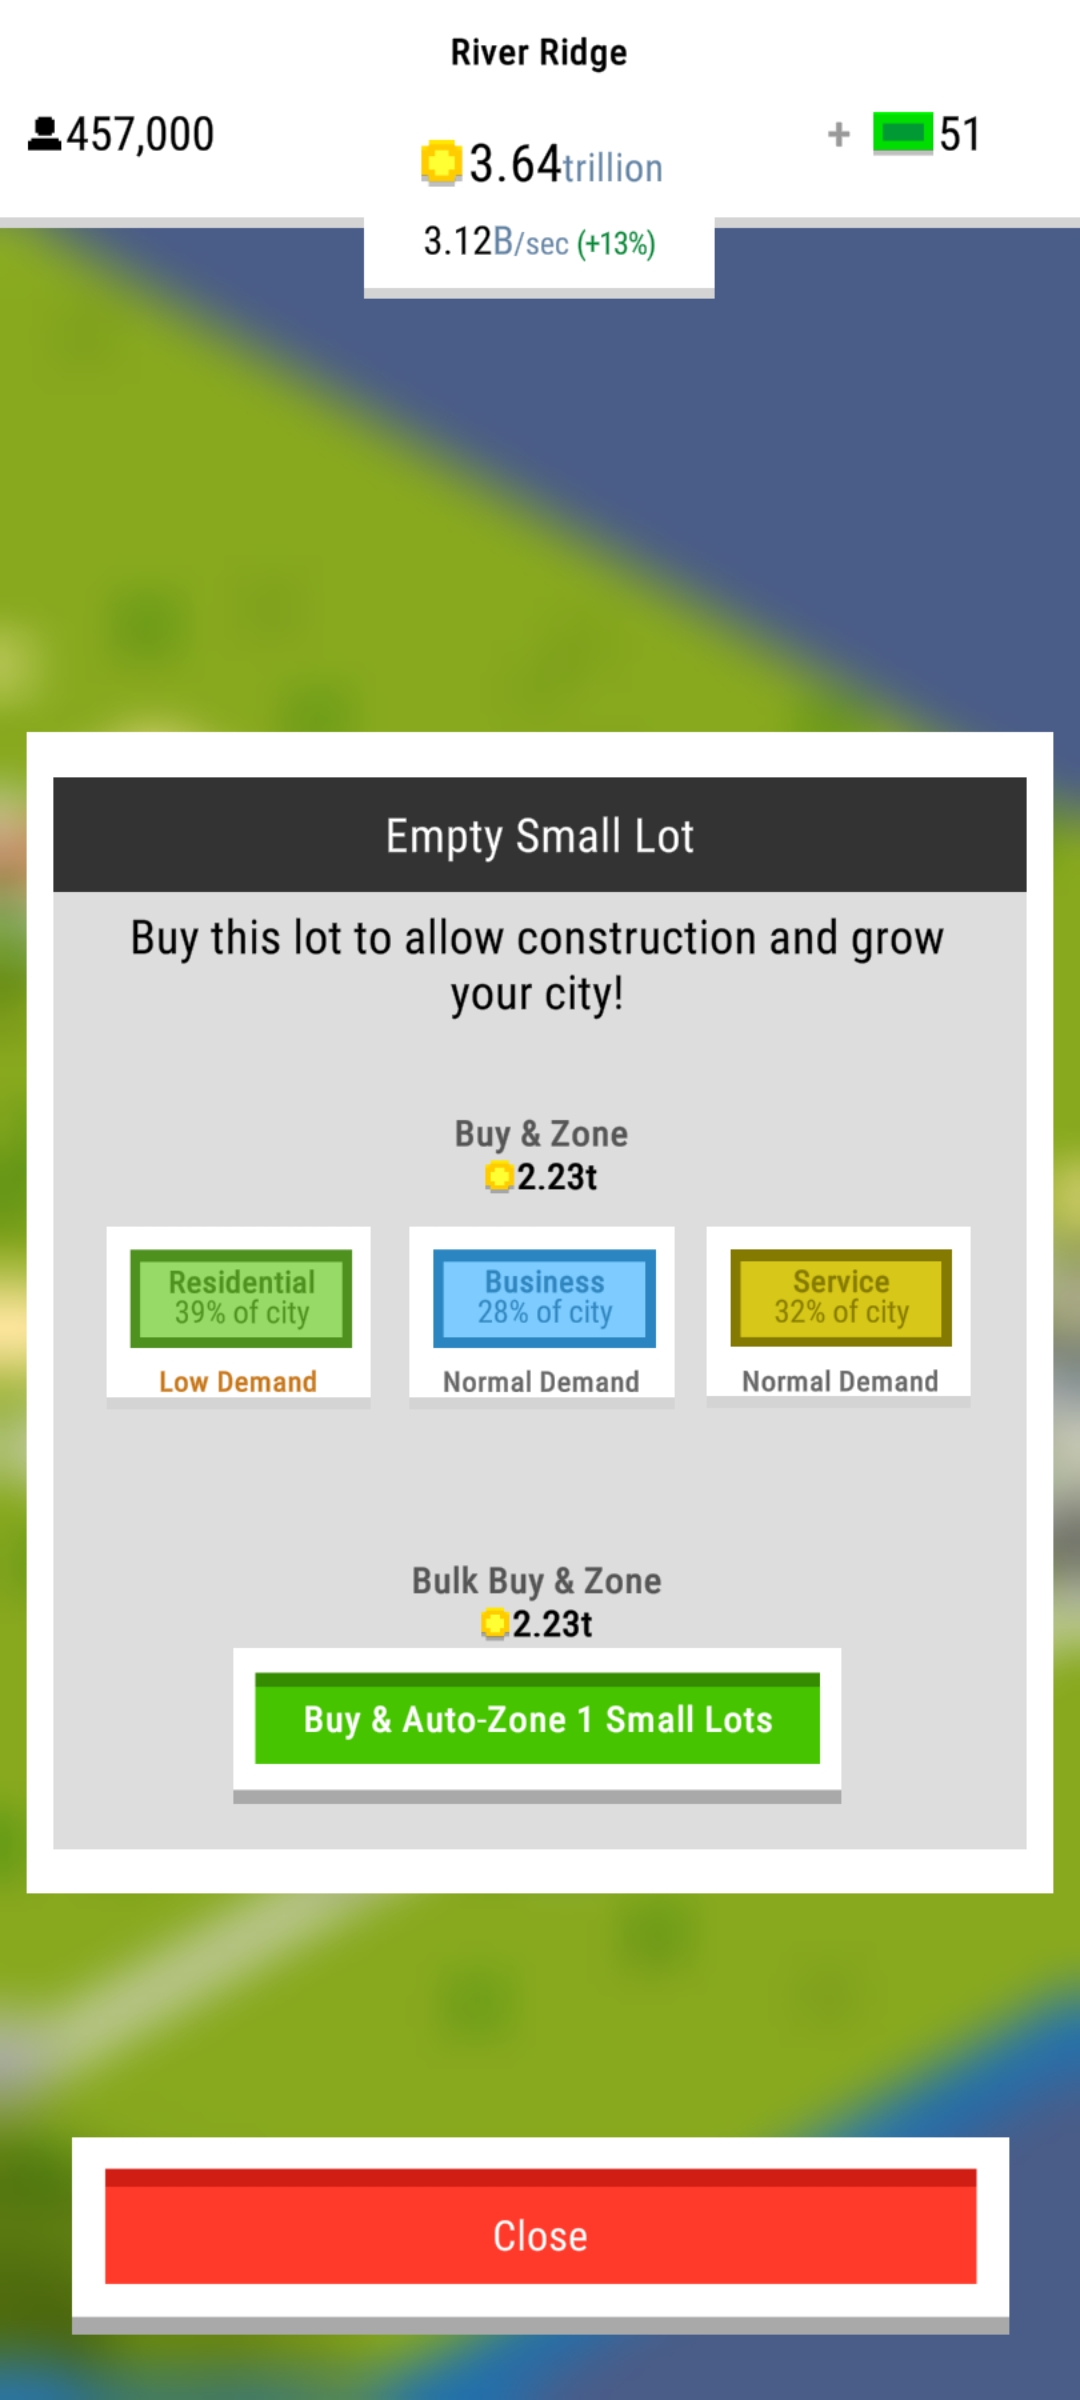 River Ridge
457,000
3.64trillion
+ 51
3.12B/sec (+13%)
Empty Small Lot
Buy this lot to allow construction and grow
your city!
Buy & Zone
2.23t
Residential
39% of city
Low Demand
Business
28% of city
Normal Demand
Service
32% of city
Normal Demand
Bulk Buy & Zone
2.23t
Buy & Auto-Zone 1 Small Lots
Close